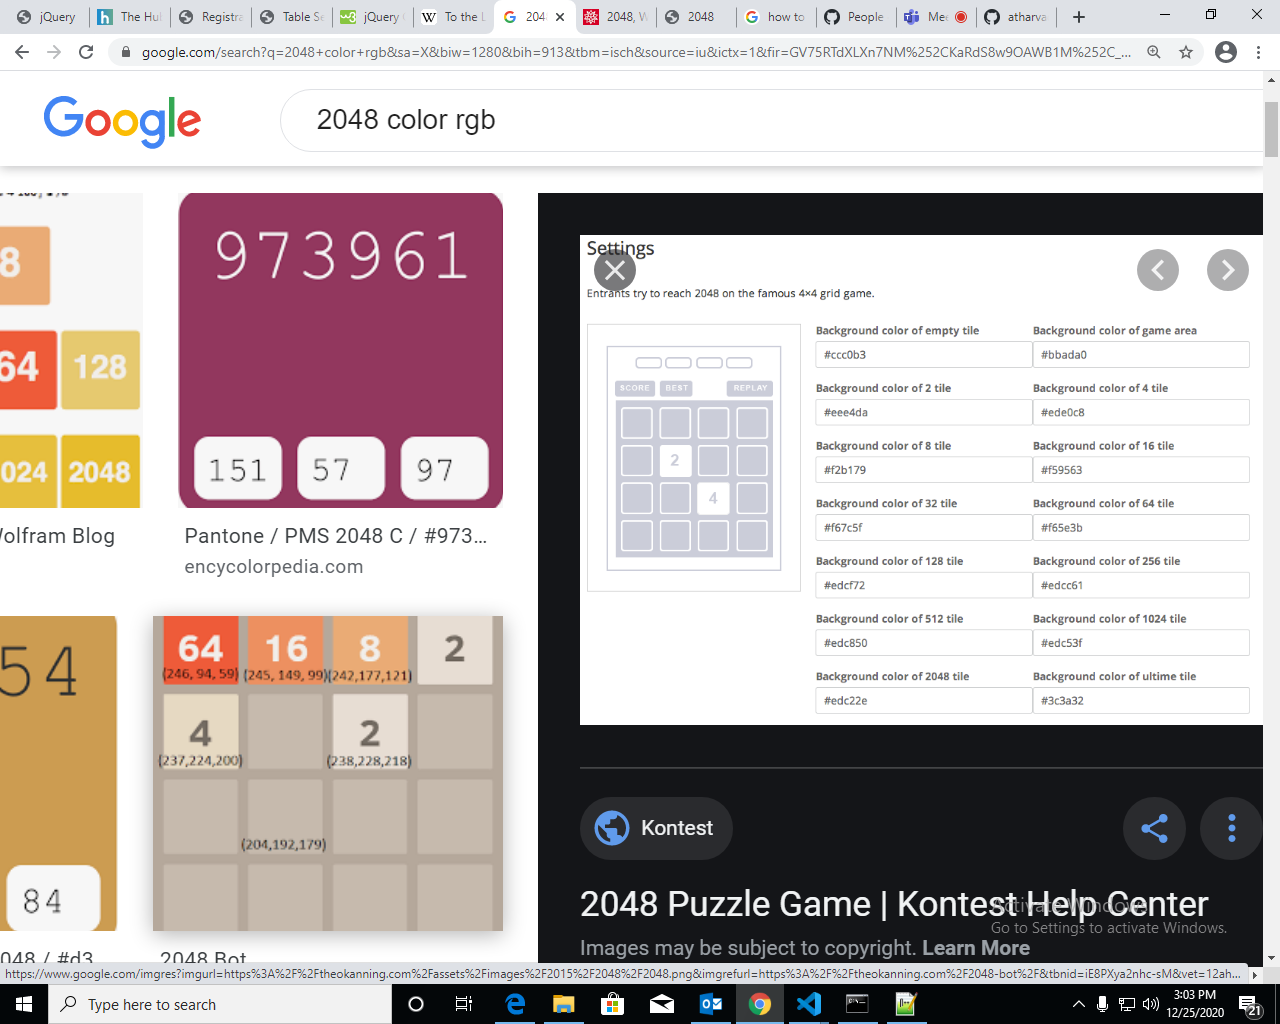 jQuery
The Hu
Registra
Table Se
jQuery
To the L
204
2048, W
2048
how to
People
Mee
atharva
google.com/search?q=2048+color+rgb&sa=X&biw=1280&bih=913&tbm=isch&source=iu&ictx=1&fir=GV75RTdXLXn7NM%252CKaRdS8w9OAWB1M%252C_...
Google
2048 color rgb
8
64
128
024
2048
Wolfram Blog
973961
151
57
97
Pantone / PMS 2048 C / #973...
encycolorpedia.com
54
84
048 / #d3
64
16
8
2
(246, 94, 59)
(245, 149, 99)
(242,177,121)
4
2
(237,224,200)
(238,228,218)
(204,192,179)
2048 Bot
Settings
Entrants try to reach 2048 on the famous 4×4 grid game.
SCORE
BEST
REPLAY
2
4
Background color of empty tile
Background color of game area
#ccc0b3
#bbada0
Background color of 2 tile
Background color of 4 tile
#eee4da
#ede0c8
Background color of 8 tile
Background color of 16 tile
#f2b179
#f59563
Background color of 32 tile
Background color of 64 tile
#f67c5f
#f65e3b
Background color of 128 tile
Background color of 256 tile
#edcf72
#edcc61
Background color of 512 tile
Background color of 1024 tile
#edc850
#edc53f
Background color of 2048 tile
Background color of ultime tile
#edc22e
#3c3a32
Kontest
2048 Puzzle Game | Kontest Help Center
Images may be subject to copyright. Learn More
Activate Windows
Go to Settings to activate Windows.
https://www.google.com/imgres?imgurl=https%3A%2F%2Ftheokanning.com%2Fassets%2Fimages%2F2015%2F2048%2F2048.png&imgrefurl=https%3A%2F%2Ftheokanning.com%2F2048-bot%2F&tbnid=iE8PXya2nhc-sM&vet=12ah...
Type here to search
3:03 PM
12/25/2020
21